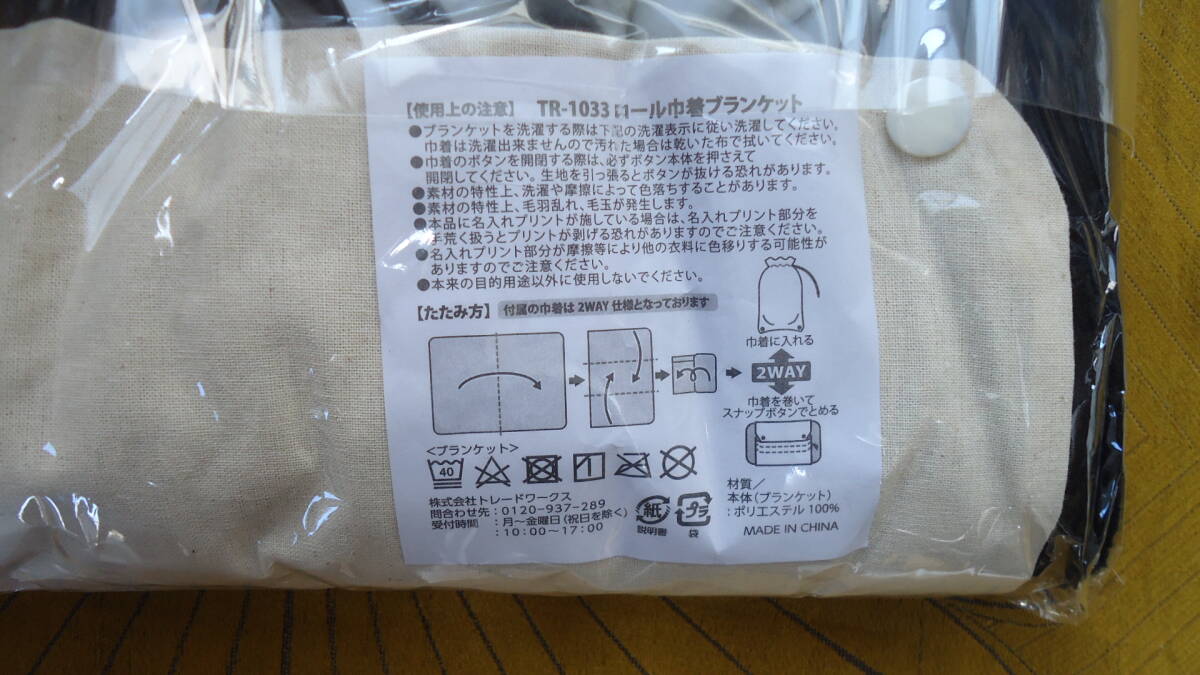 【使用上の注意】 TR-1033 ロール巾着ブランケット
●ブランケットを洗濯する際は下記の洗濯表示に従い洗濯してください。
巾着は洗濯出来ませんので汚れた場合は乾いた布で拭いてください。
●巾着のボタンを開閉する際は、必ずボタン本体を押さえて
開閉してください。生地を引っ張るとボタンが抜ける恐れがあります。
●素材の特性上、洗濯や摩擦によって色落ちすることがあります。
●素材の特性上、毛羽乱れ、毛玉が発生します。
●本品に名入れプリントが施している場合は、名入れプリント部分を
手荒く扱うとプリントが剥げる恐れがありますのでご注意ください。
●名入れプリント部分が摩擦等により他の衣料に色移りする可能性が
ありますのでご注意ください。
●本来の目的用途以外に使用しないでください。
【たたみ方】 付属の巾着は2WAY仕様となっております
巾着に入れる
2WAY
巾着を巻いて
スナップボタンでとめる
<ブランケット>
40
株式会社トレードワークス
問合わせ先:0120-937-289
受付時間 :月〜金曜日(祝日を除く)
:10:00〜17:00
紙
説明書
プラ
袋
材質/
本体(ブランケット)
:ポリエステル100%
MADE IN CHINA